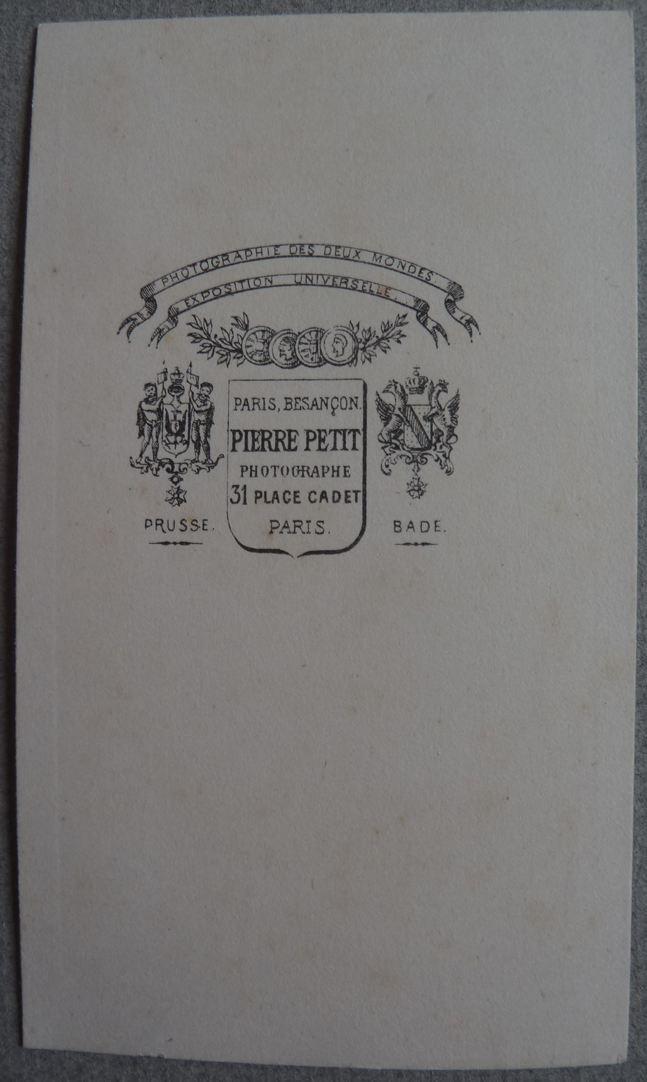 PHOTOGRAPHIE DES DEUX MONDES.
EXPOSITION UNIVERSELLE.
PARIS, BESANÇON.
PIERRE PETIT
PHOTOGRAPHE
31 PLACE CADET
PARIS.
PRUSSE.
BADE.